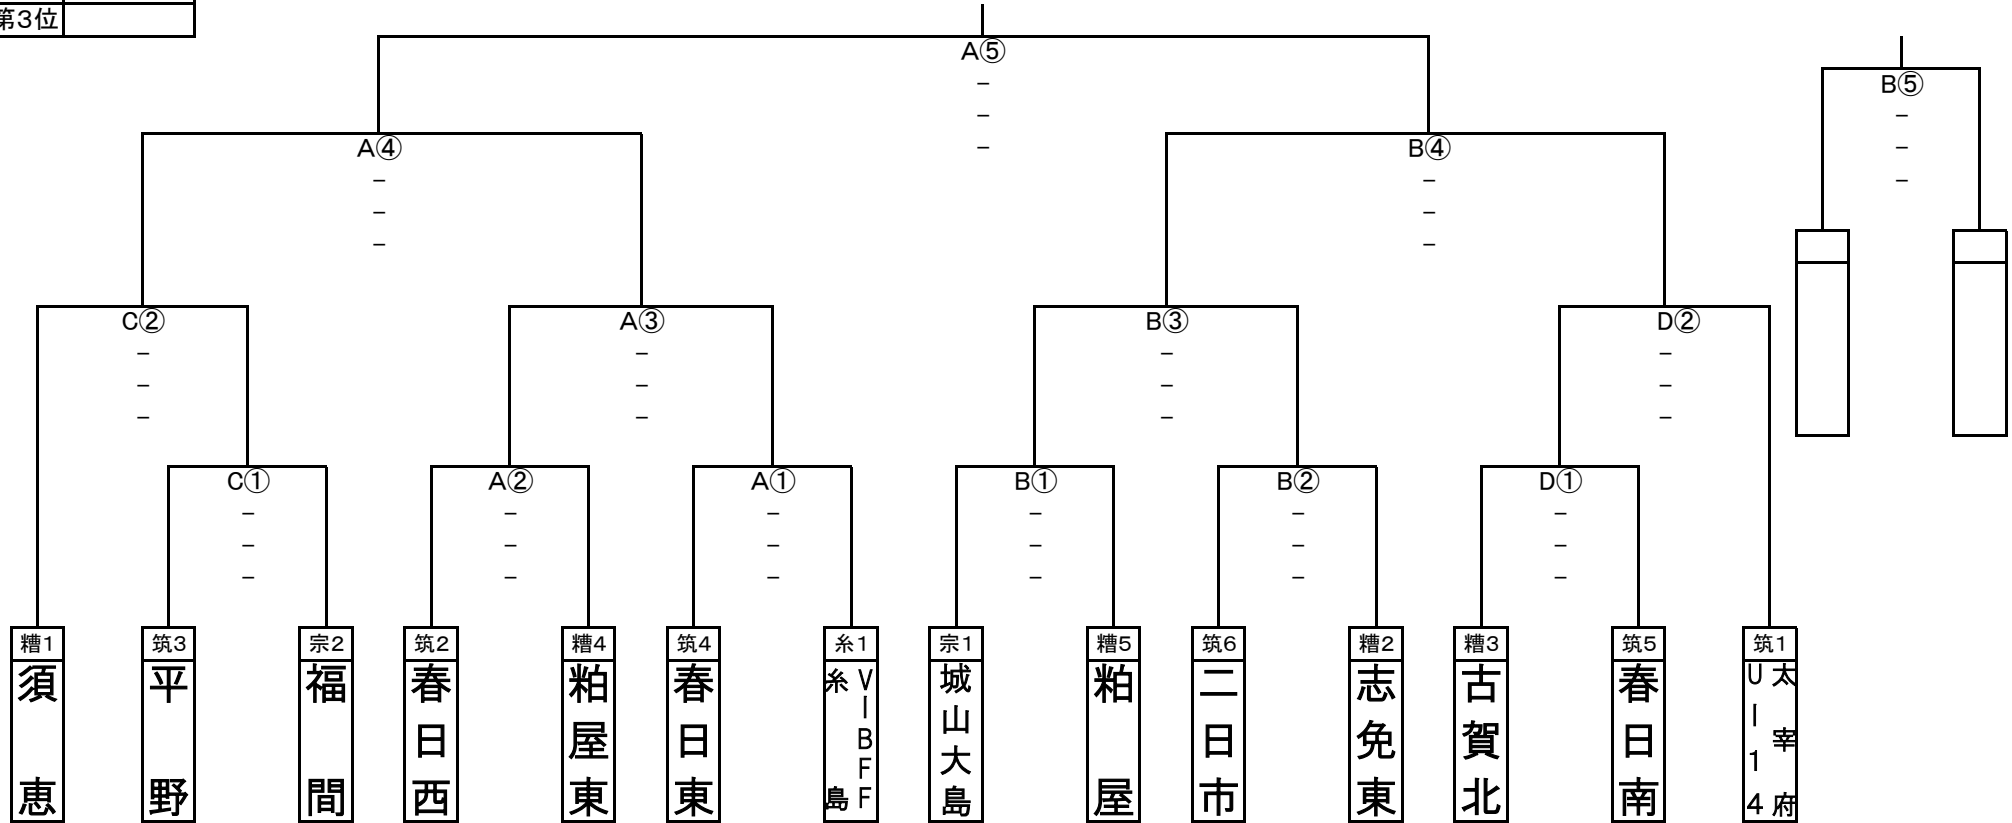 第3位
A⑤
－
－
－
B⑤
－
－
－
A④
－
－
－
B④
－
－
－
C②
－
－
－
A③
－
－
－
B③
－
－
－
D②
－
－
－
C①
－
－
－
A②
－
－
－
A①
－
－
－
B①
－
－
－
B②
－
－
－
D①
－
－
－
糟1
須恵
筑3
平野
宗2
福間
筑2
春日西
糟4
粕屋東
筑4
春日東
糸1
VIBFF
糸島
宗1
城山大島
糟5
粕屋
筑6
二日市
糟2
志免東
糟3
古賀北
筑5
春日南
筑1
太宰府
Uー14